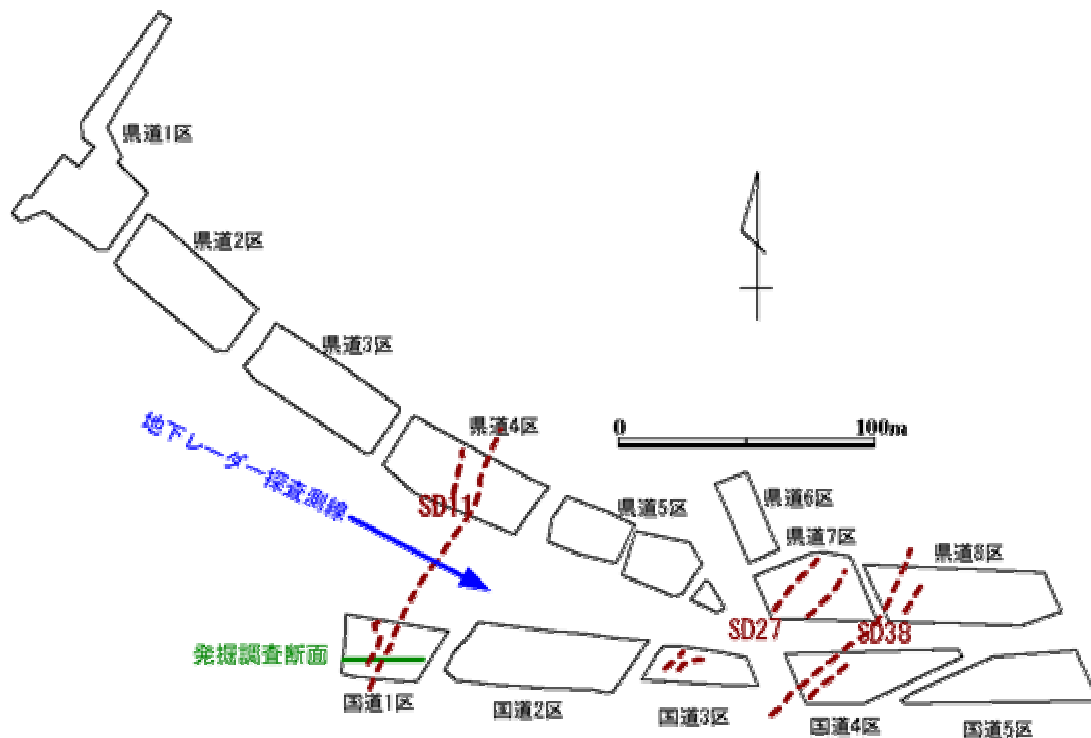 県道1区
県道2区
県道3区
地下レーダー探査測線
県道4区
0 100m
SD11
県道5区
県道6区
県道7区
県道8区
SD27
SD38
発掘調査断面
国道1区
国道2区
国道3区
国道4区
国道5区